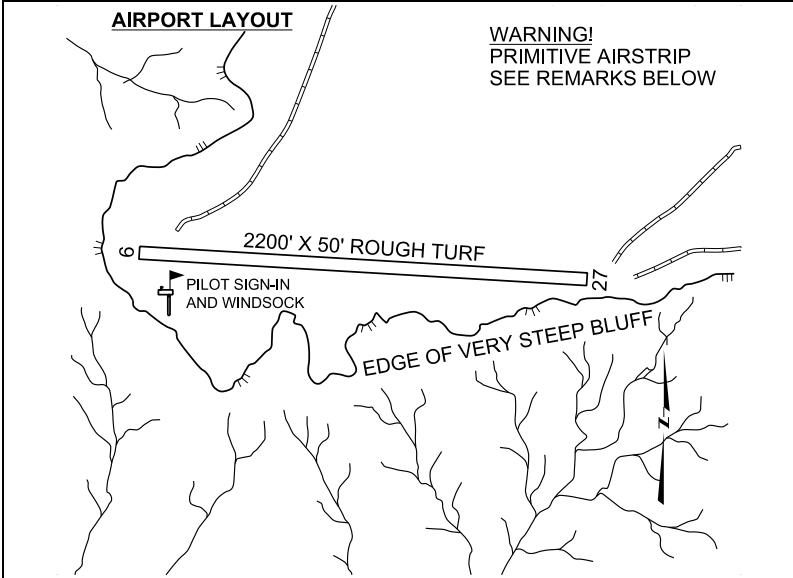 AIRPORT LAYOUT
WARNING!
PRIMITIVE AIRSTRIP
SEE REMARKS BELOW
9
2200' X 50' ROUGH TURF
27
PILOT SIGN-IN
AND WINDSOCK
EDGE OF VERY STEEP BLUFF
N